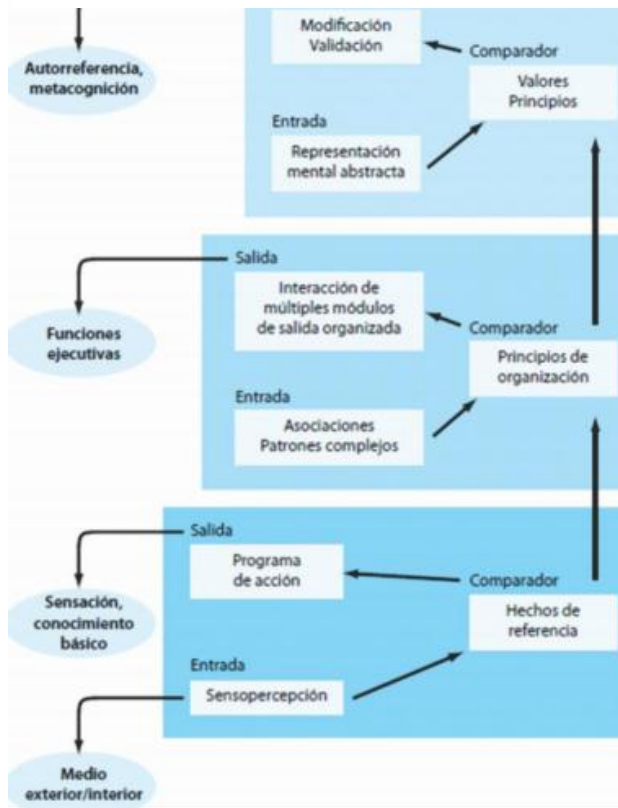 Modificación
Validación
Comparador
Autorreferencia,
metacognición
Valores
Principios
Entrada
Representación
mental abstracta
Salida
Interacción de
múltiples módulos
de salida organizada
Funciones
ejecutivas
Comparador
Principios de
organización
Entrada
Asociaciones
Patrones complejos
Salida
Programa
de acción
Comparador
Sensación,
conocimiento
básico
Hechos de
referencia
Entrada
Sensopercepción
Medio
exterior/interior